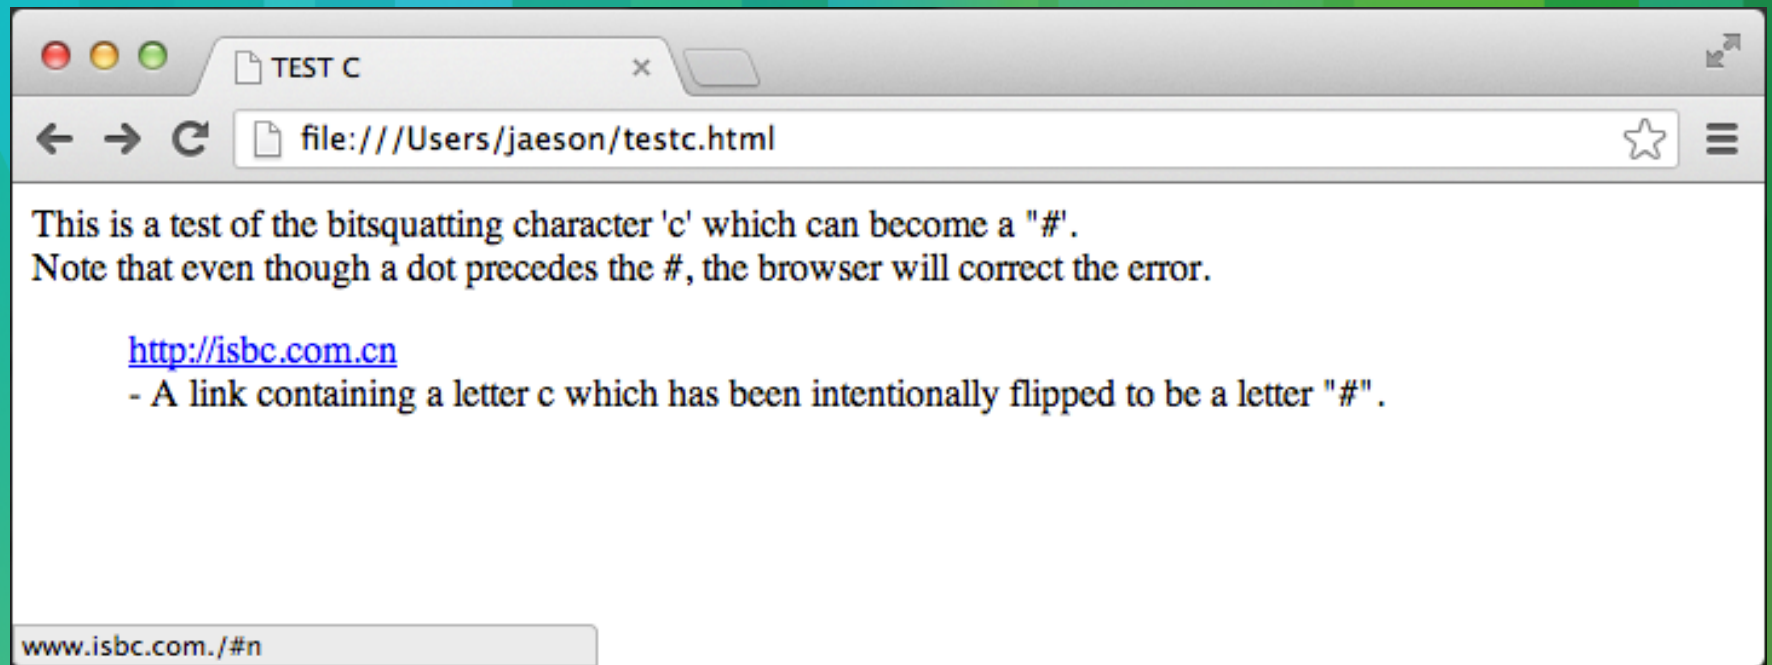 TEST C
file:///Users/jaeson/testc.html
This is a test of the bitsquatting character 'c' which can become a "#'.
Note that even though a dot precedes the #, the browser will correct the error.
http://isbc.com.cn
- A link containing a letter c which has been intentionally flipped to be a letter "#".
www.isbc.com./#n